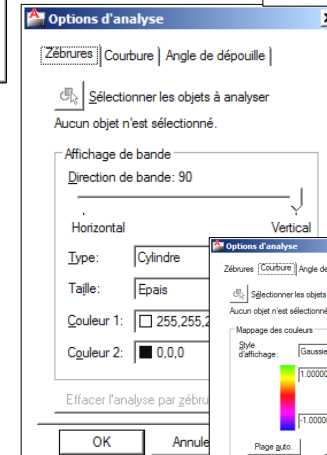 Options d'analyse
Zébrures Courbure Angle de dépouille
Sélectionner les objets à analyser
Aucun objet n'est sélectionné.
Affichage de bande
Direction de bande: 90
Horizontal Vertical
Type: Cylindre
Taille: Epais
Couleur 1: 255,255,2
Couleur 2: 0,0,0
Effacer l'analyse par zébru
OK Annule
Options d'analyse
Zébrures Courbure Angle de
Sélectionner les objets
Aucun objet n'est sélectionné
Mappage des couleurs
Style
d'affichage: Gaussie
1.0000
-1.0000
Plage auto.